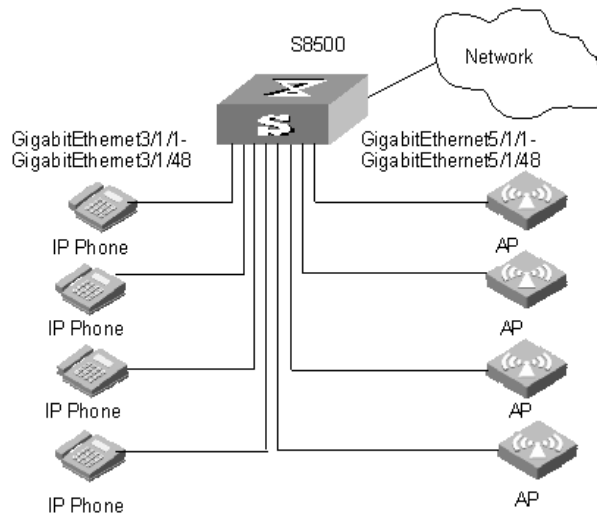 S8500
Network
GigabitEthernet3/1/1-
GigabitEthernet3/1/48
GigabitEthernet5/1/1-
GigabitEthernet5/1/48
S
IP Phone
AP
IP Phone
AP
IP Phone
AP
IP Phone
AP